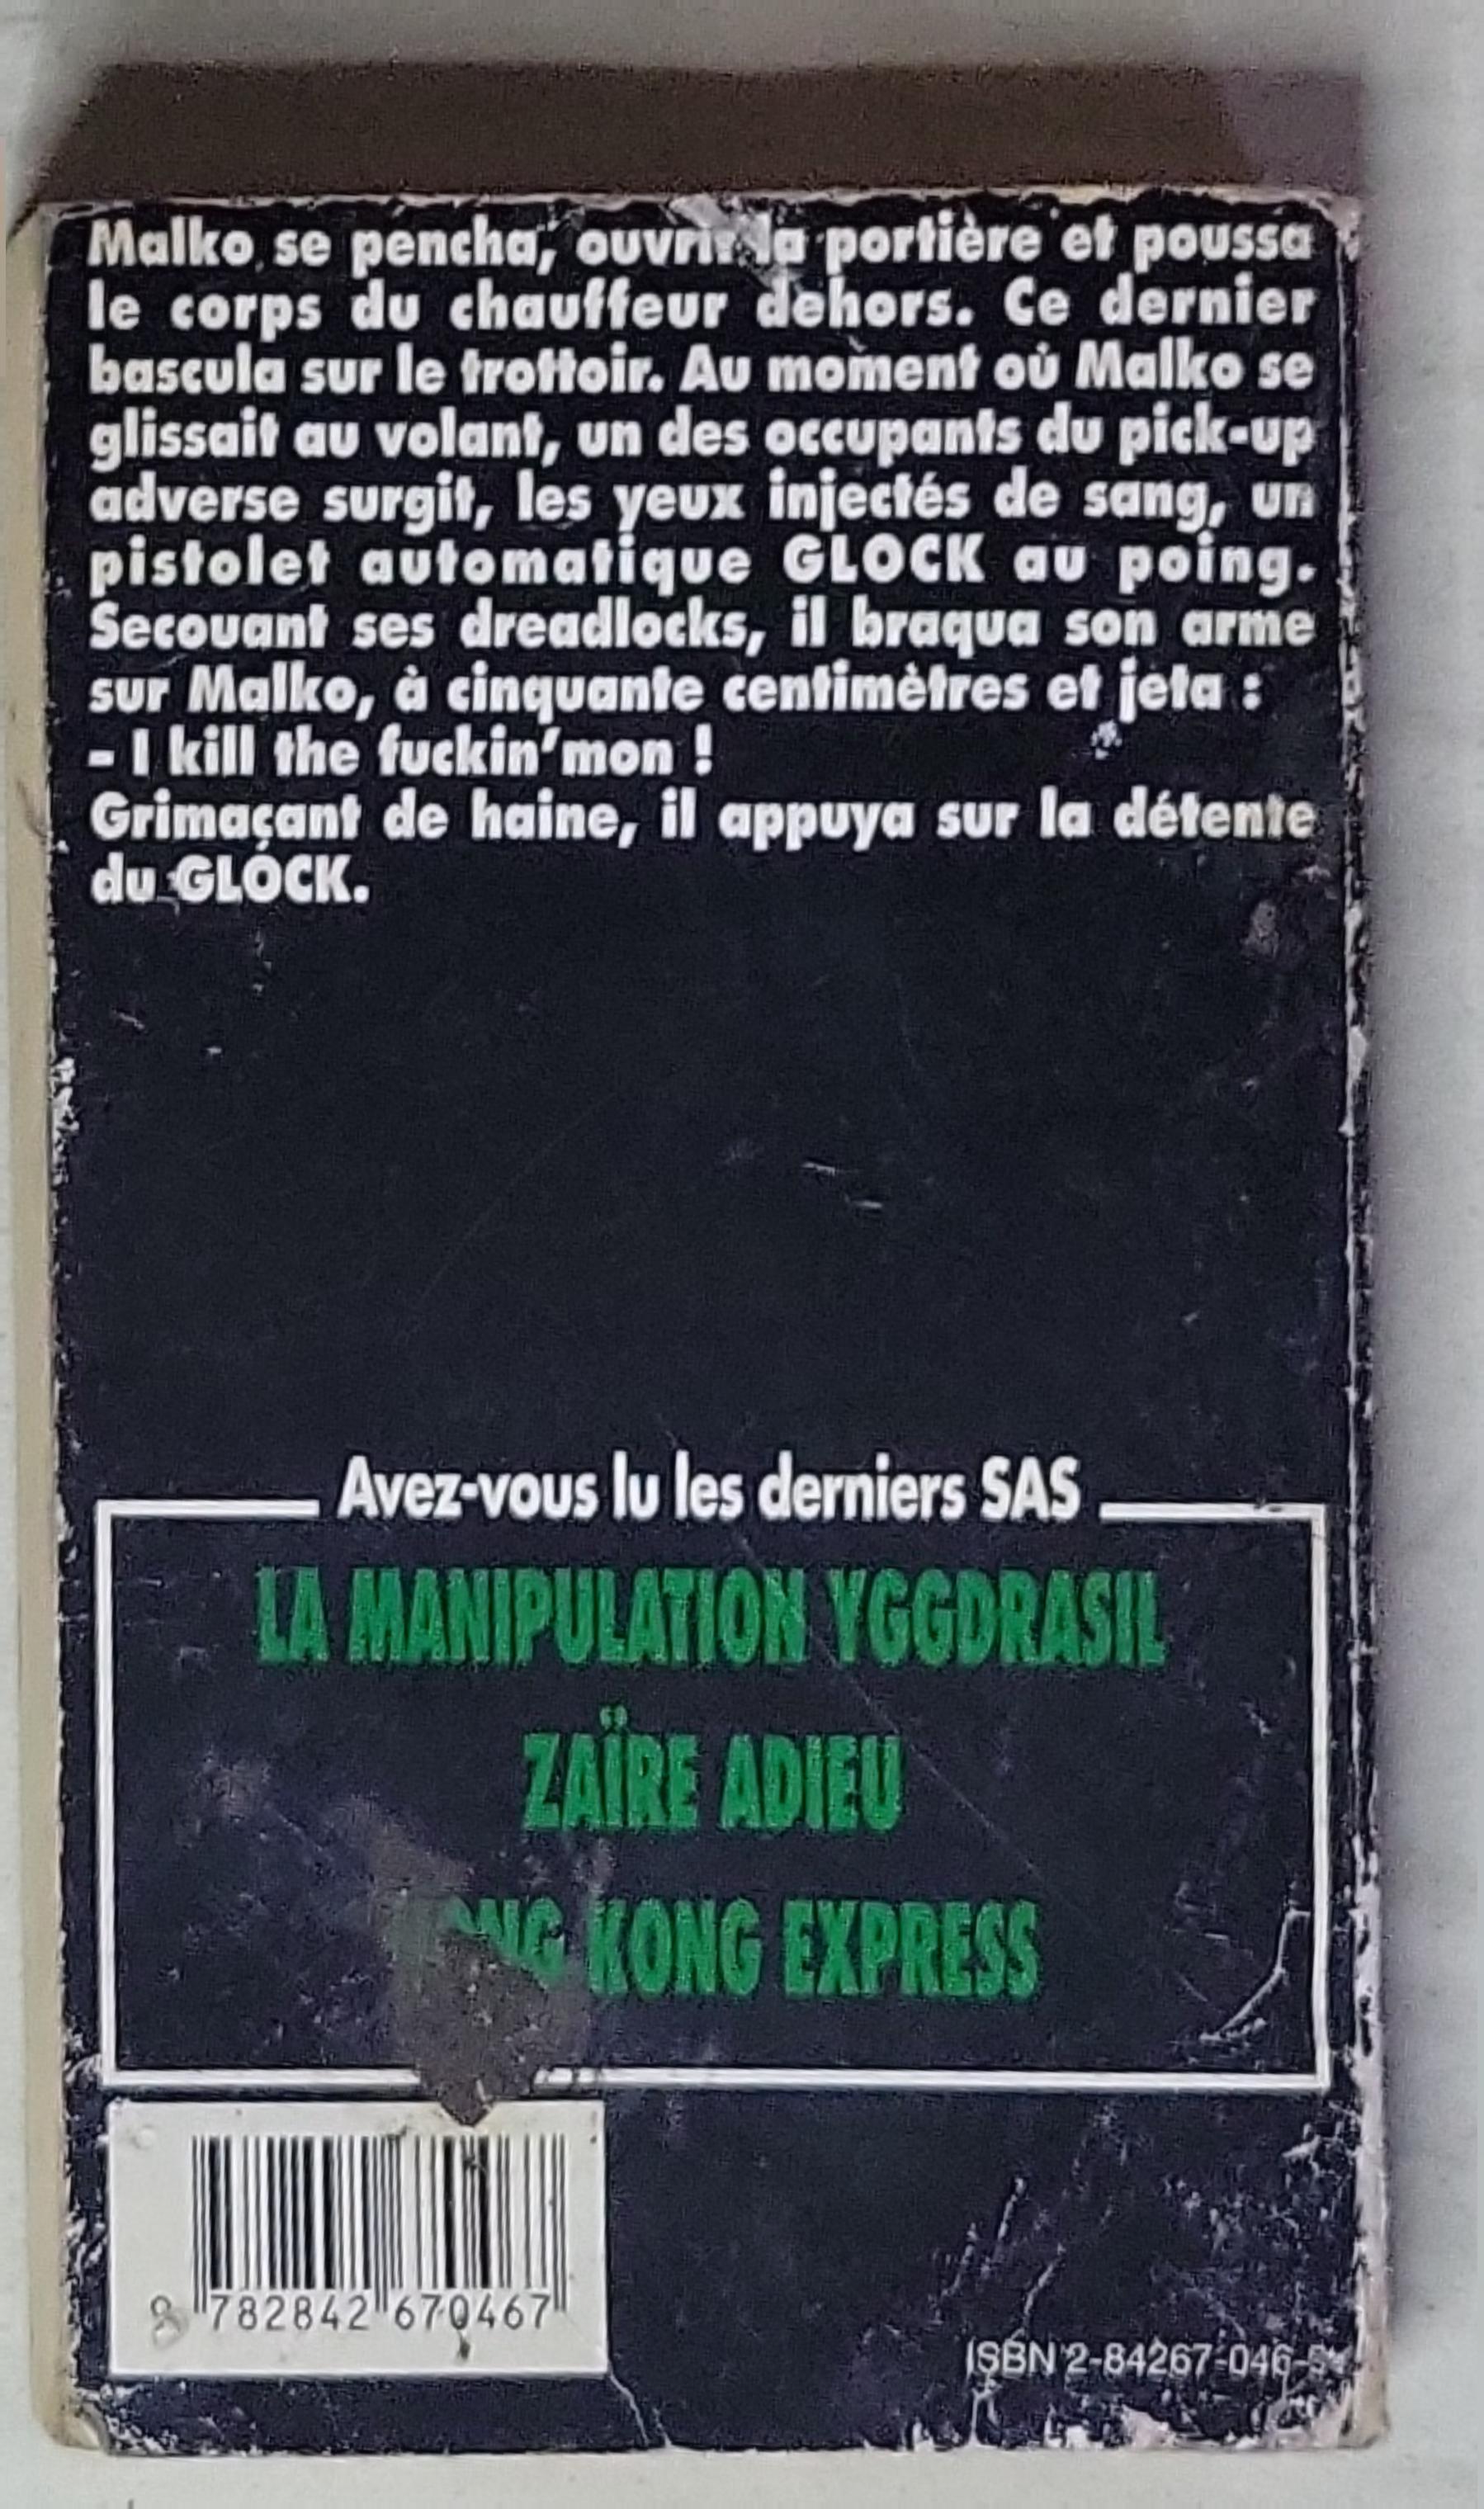 Malko se pencha, ouvrit la portière et poussa
le corps du chauffeur dehors. Ce dernier
bascula sur le trottoir. Au moment où Malko se
glissait au volant, un des occupants du pick-up
adverse surgit, les yeux injectés de sang, un
pistolet automatique GLOCK au poing.
Secouant ses dreadlocks, il braqua son arme
sur Malko, à cinquante centimètres et jeta :
- I kill the fuckin'mon !
Grimaçant de haine, il appuya sur la détente
du GLOCK.
Avez-vous lu les derniers SAS
LA MANIPULATION YGGDRASIL
ZAÏRE ADIEU
KONG EXPRESS
782842 670467
ISBN 2-84267-046-